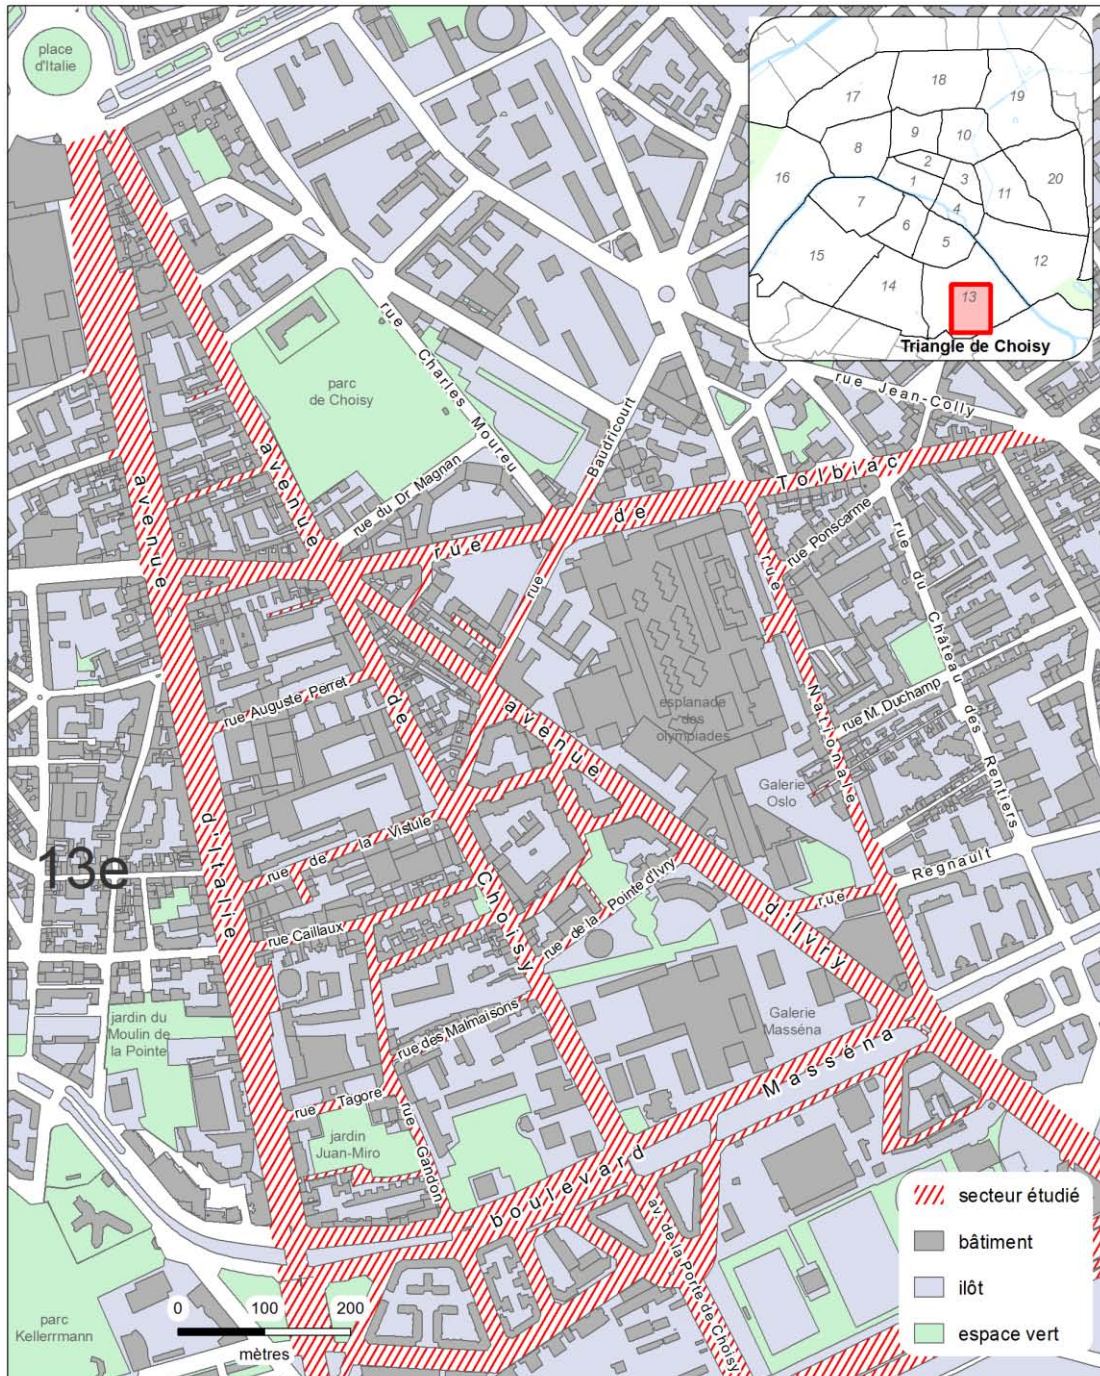 place
d'Italie
18
17
19
9
10
8
2
1
3
11
20
16
7
4
6
5
15
14
12
13
Triangle de Choisy
rue Charles Moureu
rue Jean-Colly
parc
de Choisy
Baudricourt
avenue
avenue
Tolbiac
rue du Dr Magnan
de
rue
rue Ponscarme
rue
rue
rue du Château des Rentiers
rue Auguste Perret
de
avenue
esplanade des
olympiades
Nationale
rue M. Duchamp
Galerie
Oslo
d'Italie
rue de la Vistule
13e
Choisy
rue de la Pointe d'Ivry
rue Regnault
d'Ivry
rue Caillaux
jardin du
Moulin de
la Pointe
rue des Malmaisons
Galerie
Masséna
Masséna
rue Tagore
rue Gandon
jardin
Juan-Miro
boulevard
av. de la Porte de Choisy
parc
Kellerrmann
0 100 200
mètres
secteur étudié
bâtiment
ilôt
espace vert